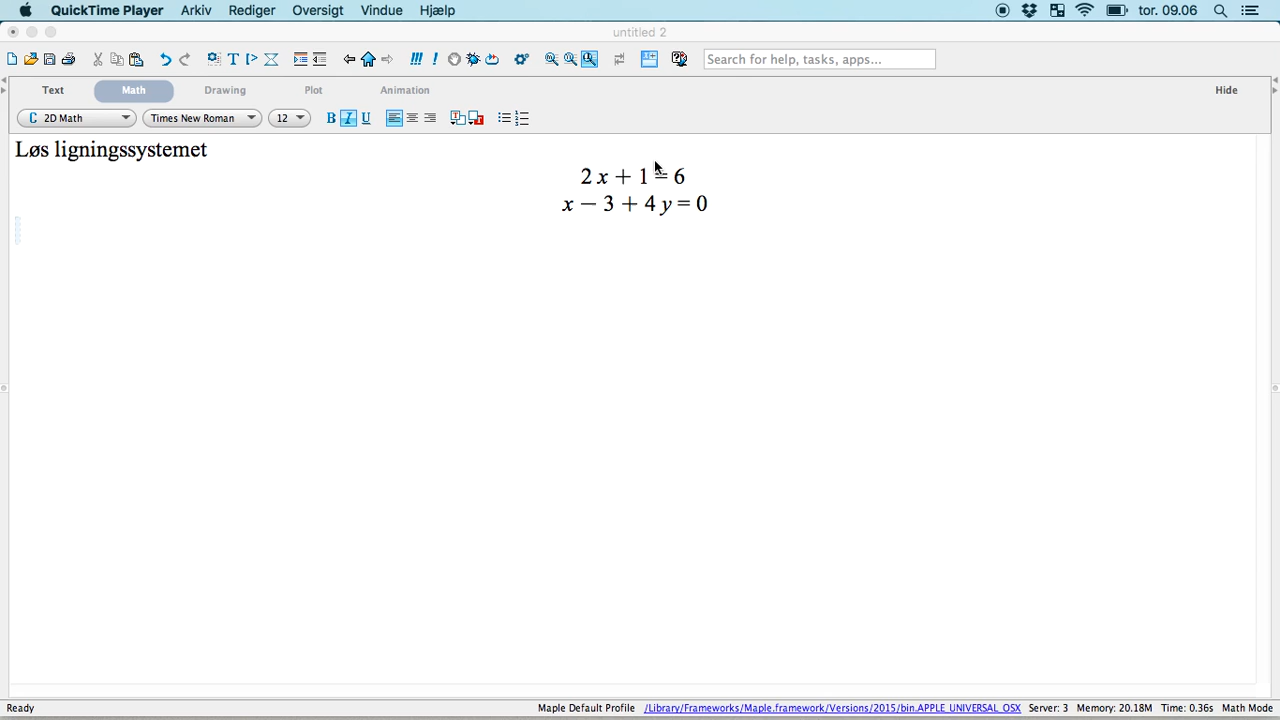 QuickTime Player Arkiv Rediger Oversigt Vindue Hjælp tor. 09.06
untitled 2
Search for help, tasks, apps...
Text Math Drawing Plot Animation Hide
C 2D Math Times New Roman 12 B I U
Løs ligningssystemet
2 x + 1 = 6
x − 3 + 4 y = 0
Ready Maple Default Profile /Library/Frameworks/Maple.framework/Versions/2015/bin.APPLE_UNIVERSAL_OSX Server: 3 Memory: 20.18M Time: 0.36s Math Mode